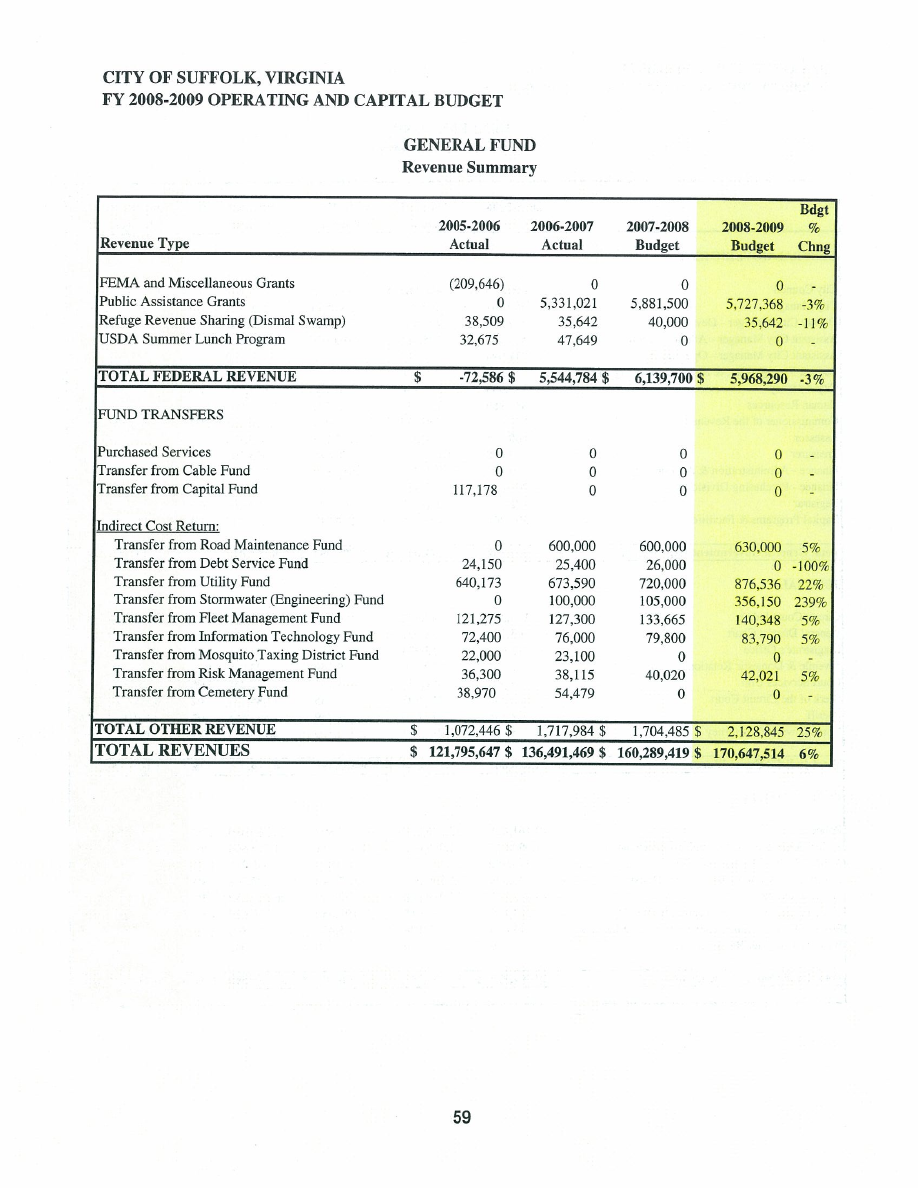 CITY OF SUFFOLK, VIRGINIA
FY 2008-2009 OPERATING AND CAPITAL BUDGET
GENERAL FUND
Revenue Summary
Bdgt
2005-2006 2006-2007 2007-2008 2008-2009 %
Revenue Type Actual Actual Budget Budget Chng
FEMA and Miscellaneous Grants (209,646) 0 0 0 -
Public Assistance Grants 0 5,331,021 5,881,500 5,727,368 -3%
Refuge Revenue Sharing (Dismal Swamp) 38,509 35,642 40,000 35,642 -11%
USDA Summer Lunch Program 32,675 47,649 0 0 -
TOTAL FEDERAL REVENUE $ -72,586 $ 5,544,784 $ 6,139,700 $ 5,968,290 -3%
FUND TRANSFERS
Purchased Services 0 0 0 0 -
Transfer from Cable Fund 0 0 0 0 -
Transfer from Capital Fund 117,178 0 0 0 -
Indirect Cost Return:
Transfer from Road Maintenance Fund 0 600,000 600,000 630,000 5%
Transfer from Debt Service Fund 24,150 25,400 26,000 0 -100%
Transfer from Utility Fund 640,173 673,590 720,000 876,536 22%
Transfer from Stormwater (Engineering) Fund 0 100,000 105,000 356,150 239%
Transfer from Fleet Management Fund 121,275 127,300 133,665 140,348 5%
Transfer from Information Technology Fund 72,400 76,000 79,800 83,790 5%
Transfer from Mosquito Taxing District Fund 22,000 23,100 0 0 -
Transfer from Risk Management Fund 36,300 38,115 40,020 42,021 5%
Transfer from Cemetery Fund 38,970 54,479 0 0 -
TOTAL OTHER REVENUE $ 1,072,446 $ 1,717,984 $ 1,704,485 $ 2,128,845 25%
TOTAL REVENUES $ 121,795,647 $ 136,491,469 $ 160,289,419 $ 170,647,514 6%
59